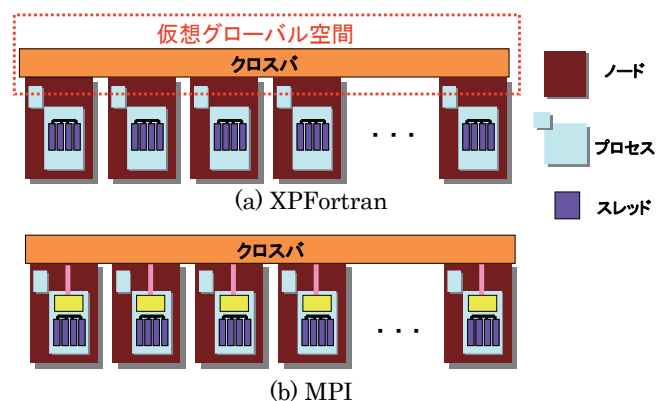 仮想グローバル空間
クロスバ
ノード
・・・
プロセス
(a) XPFortran
スレッド
クロスバ
・・・
(b) MPI